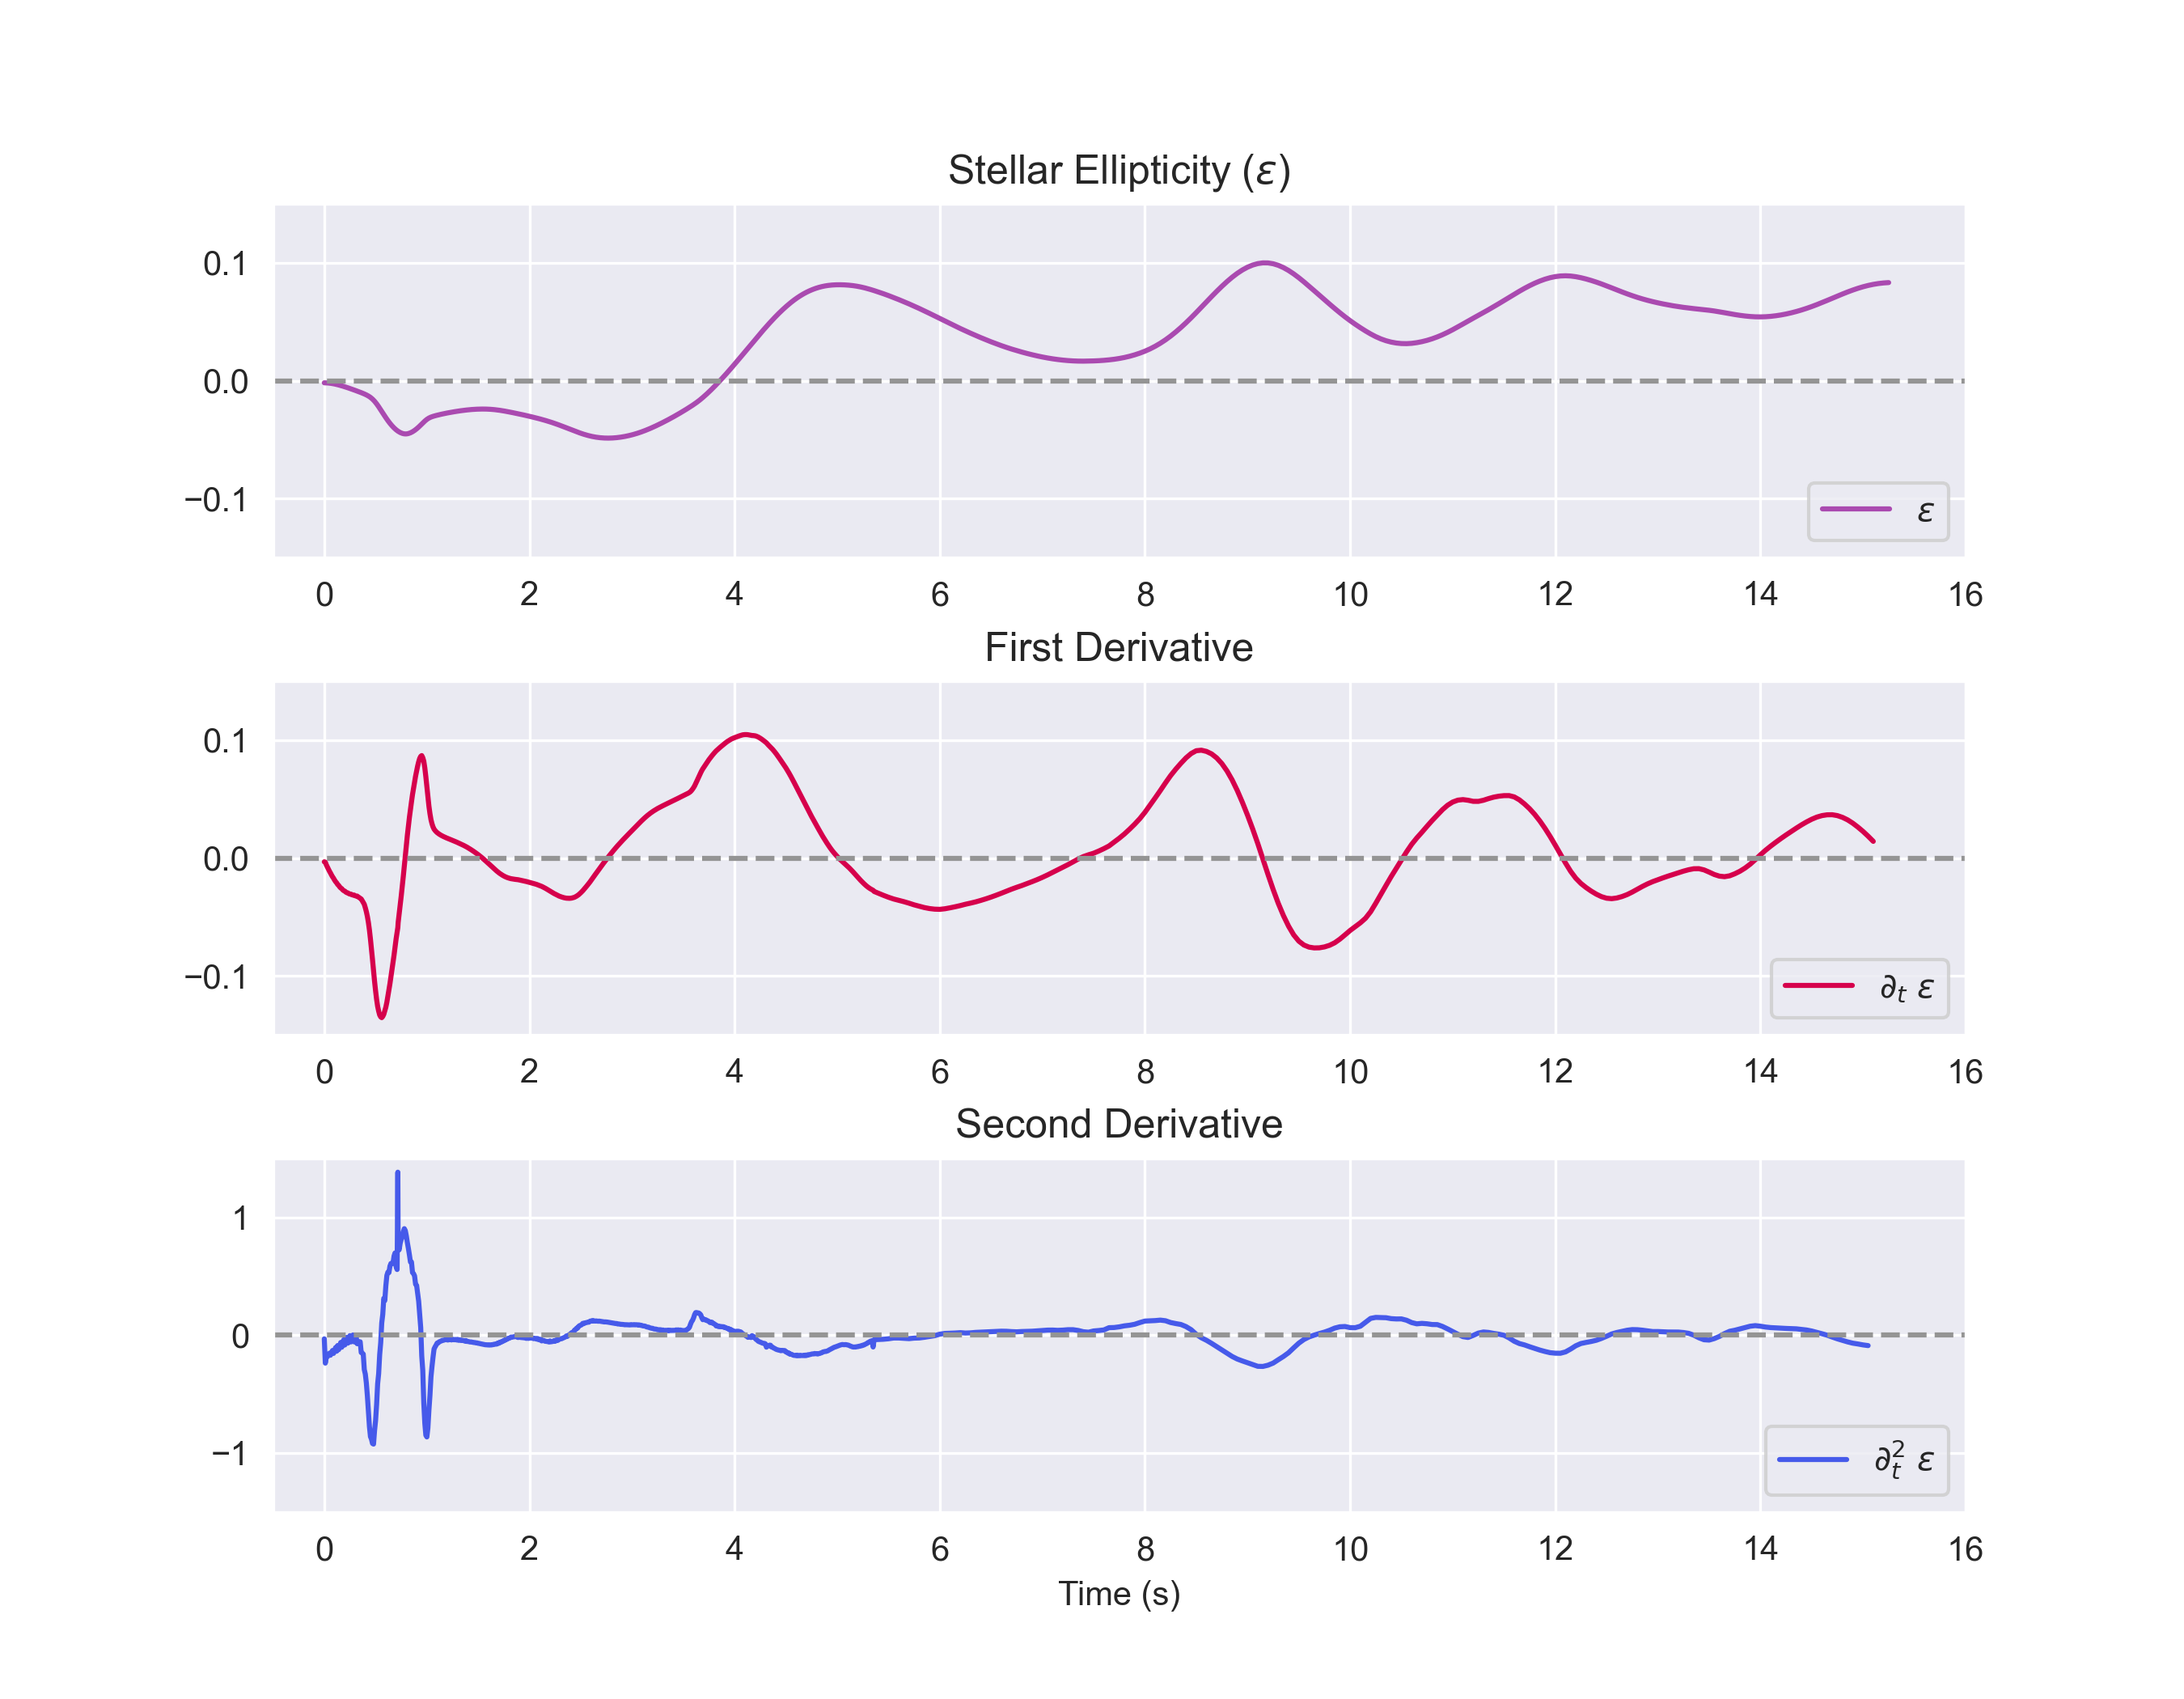 Stellar Ellipticity (ε)
0.1
0.0
−0.1
ε
0 2 4 6 8 10 12 14 16
First Derivative
0.1
0.0
−0.1
∂t ε
0 2 4 6 8 10 12 14 16
Second Derivative
1
0
−1
∂²t ε
0 2 4 6 8 10 12 14 16
Time (s)